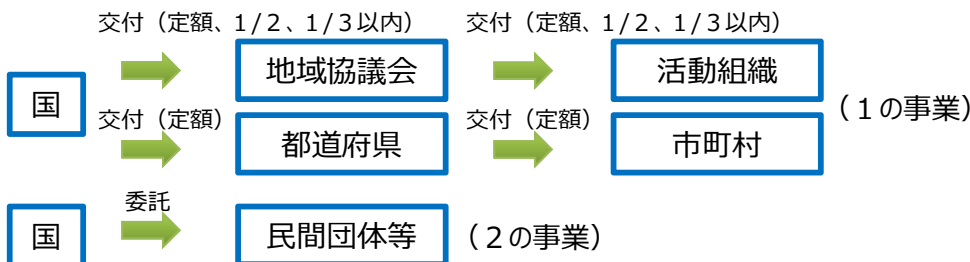 交付（定額、1/2、1/3以内） 交付（定額、1/2、1/3以内）
国 地域協議会 活動組織 （１の事業）
交付（定額） 交付（定額）
都道府県 市町村
委託
国 民間団体等 （２の事業）